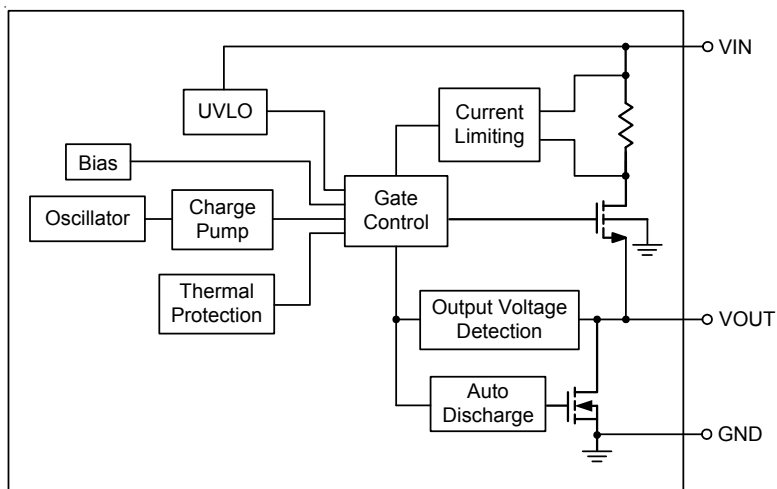 VIN
UVLO
Current
Limiting
Bias
Gate
Control
Oscillator
Charge
Pump
Thermal
Protection
Output Voltage
Detection
VOUT
Auto
Discharge
GND